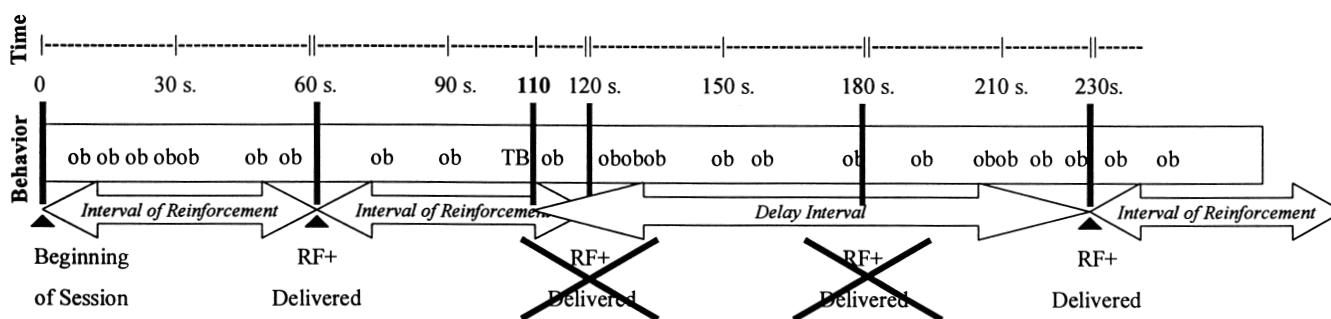 Time
0 30 s. 60 s. 90 s. 110 120 s. 150 s. 180 s. 210 s. 230s.
Behavior
ob ob ob obob ob ob ob ob TB ob obobob ob ob ob ob obob ob ob ob ob
Interval of Reinforcement Interval of Reinforcement Delay Interval Interval of Reinforcement
Beginning RF+ RF+ RF+ RF+
of Session Delivered Delivered Delivered Delivered